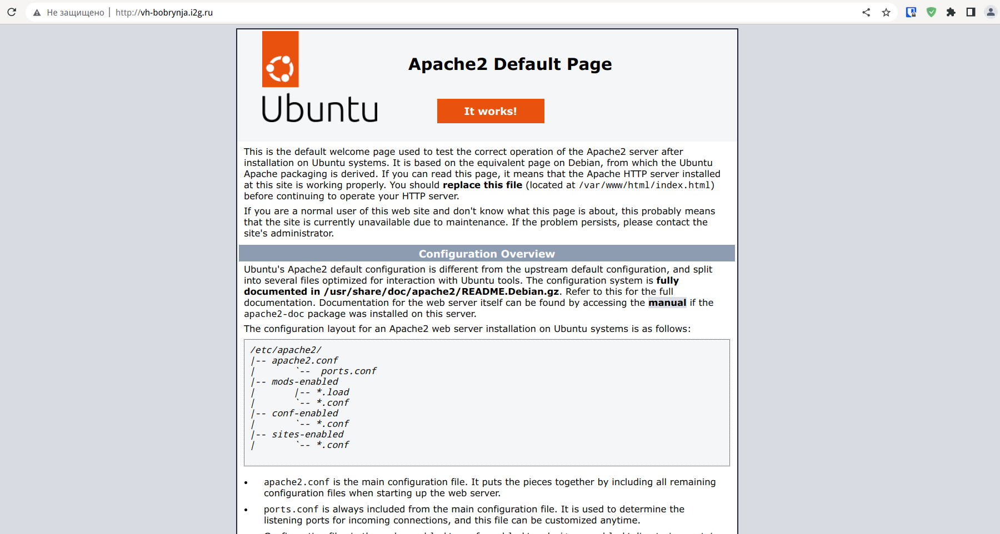 Не защищено | http://vh-bobrynja.i2g.ru
Apache2 Default Page
Ubuntu
It works!
This is the default welcome page used to test the correct operation of the Apache2 server after
installation on Ubuntu systems. It is based on the equivalent page on Debian, from which the Ubuntu
Apache packaging is derived. If you can read this page, it means that the Apache HTTP server installed
at this site is working properly. You should replace this file (located at /var/www/html/index.html)
before continuing to operate your HTTP server.
If you are a normal user of this web site and don't know what this page is about, this probably means
that the site is currently unavailable due to maintenance. If the problem persists, please contact the
site's administrator.
Configuration Overview
Ubuntu's Apache2 default configuration is different from the upstream default configuration, and split
into several files optimized for interaction with Ubuntu tools. The configuration system is fully
documented in /usr/share/doc/apache2/README.Debian.gz. Refer to this for the full
documentation. Documentation for the web server itself can be found by accessing the manual if the
apache2-doc package was installed on this server.
The configuration layout for an Apache2 web server installation on Ubuntu systems is as follows:
/etc/apache2/
|-- apache2.conf
|       `--  ports.conf
|-- mods-enabled
|       |-- *.load
|       `-- *.conf
|-- conf-enabled
|       `-- *.conf
|-- sites-enabled
|       `-- *.conf
• apache2.conf is the main configuration file. It puts the pieces together by including all remaining
configuration files when starting up the web server.
• ports.conf is always included from the main configuration file. It is used to determine the
listening ports for incoming connections, and this file can be customized anytime.